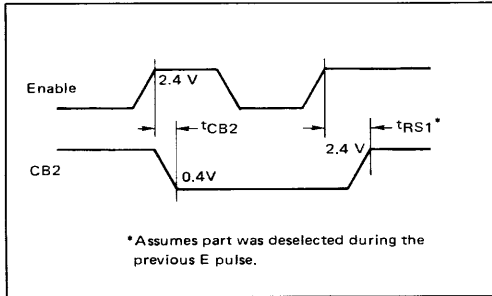 Enable
2.4 V
tCB2
tRS1*
2.4 V
CB2
0.4V
*Assumes part was deselected during the
previous E pulse.